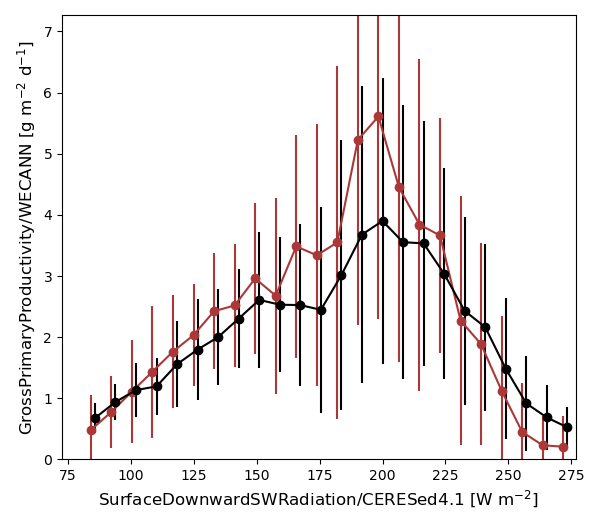 7
6
5
4
3
2
1
0
GrossPrimaryProductivity/WECANN [g m⁻² d⁻¹]
75 100 125 150 175 200 225 250 275
SurfaceDownwardSWRadiation/CERESed4.1 [W m⁻²]